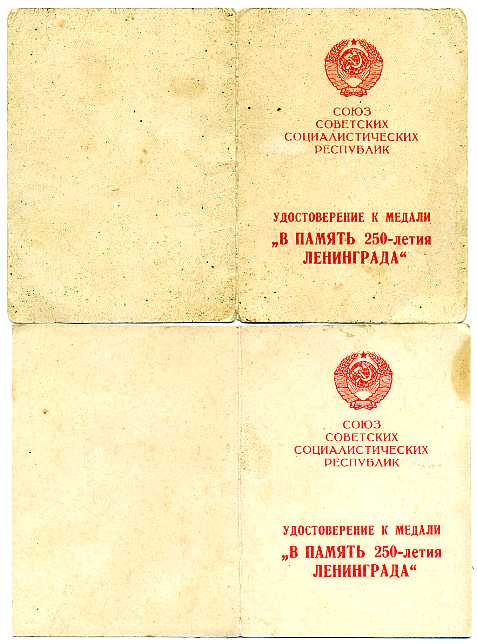 СОЮЗ
СОВЕТСКИХ
СОЦИАЛИСТИЧЕСКИХ
РЕСПУБЛИК
УДОСТОВЕРЕНИЕ К МЕДАЛИ
„В ПАМЯТЬ 250-летия
ЛЕНИНГРАДА“
СОЮЗ
СОВЕТСКИХ
СОЦИАЛИСТИЧЕСКИХ
РЕСПУБЛИК
УДОСТОВЕРЕНИЕ К МЕДАЛИ
„В ПАМЯТЬ 250-летия
ЛЕНИНГРАДА“